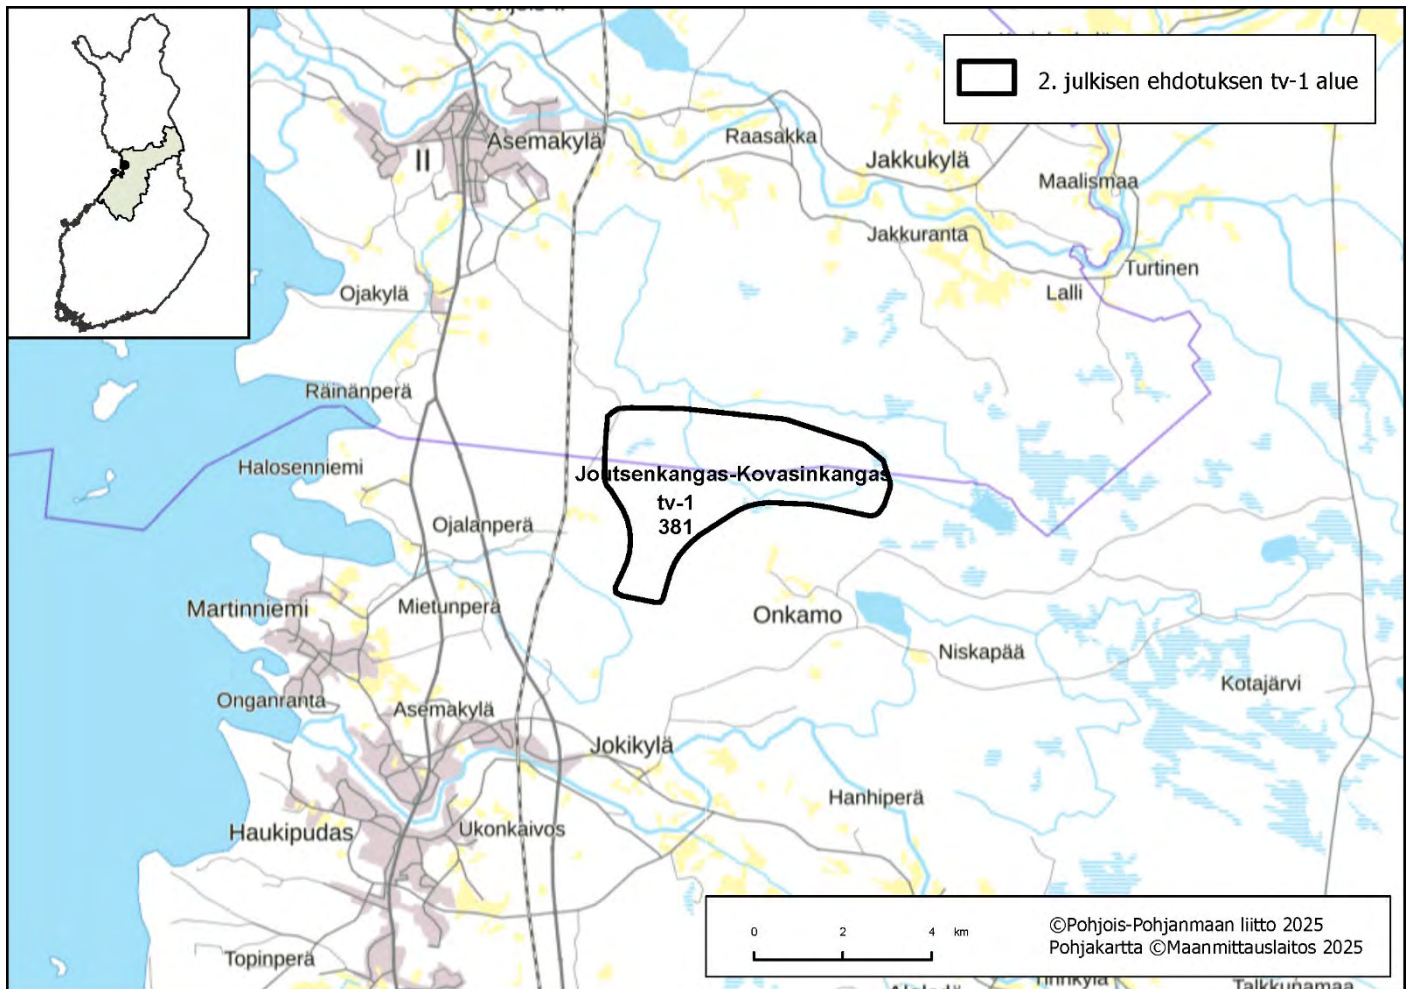 2. julkisen ehdotuksen tv-1 alue
Asemakylä
II
Raasakka
Jakkukylä
Maalismaa
Jakkuranta
Turtinen
Lalli
Ojakylä
Räinänperä
Halosenniemi
Joutsenkangas-Kovasinkangas
tv-1
381
Ojalanperä
Martinniemi
Mietunperä
Onkamo
Niskapää
Kotajärvi
Onganranta
Asemakylä
Jokikylä
Hanhiperä
Haukipudas
Ukonkaivos
Topinperä
0 2 4 km
©Pohjois-Pohjanmaan liitto 2025
Pohjakartta ©Maanmittauslaitos 2025